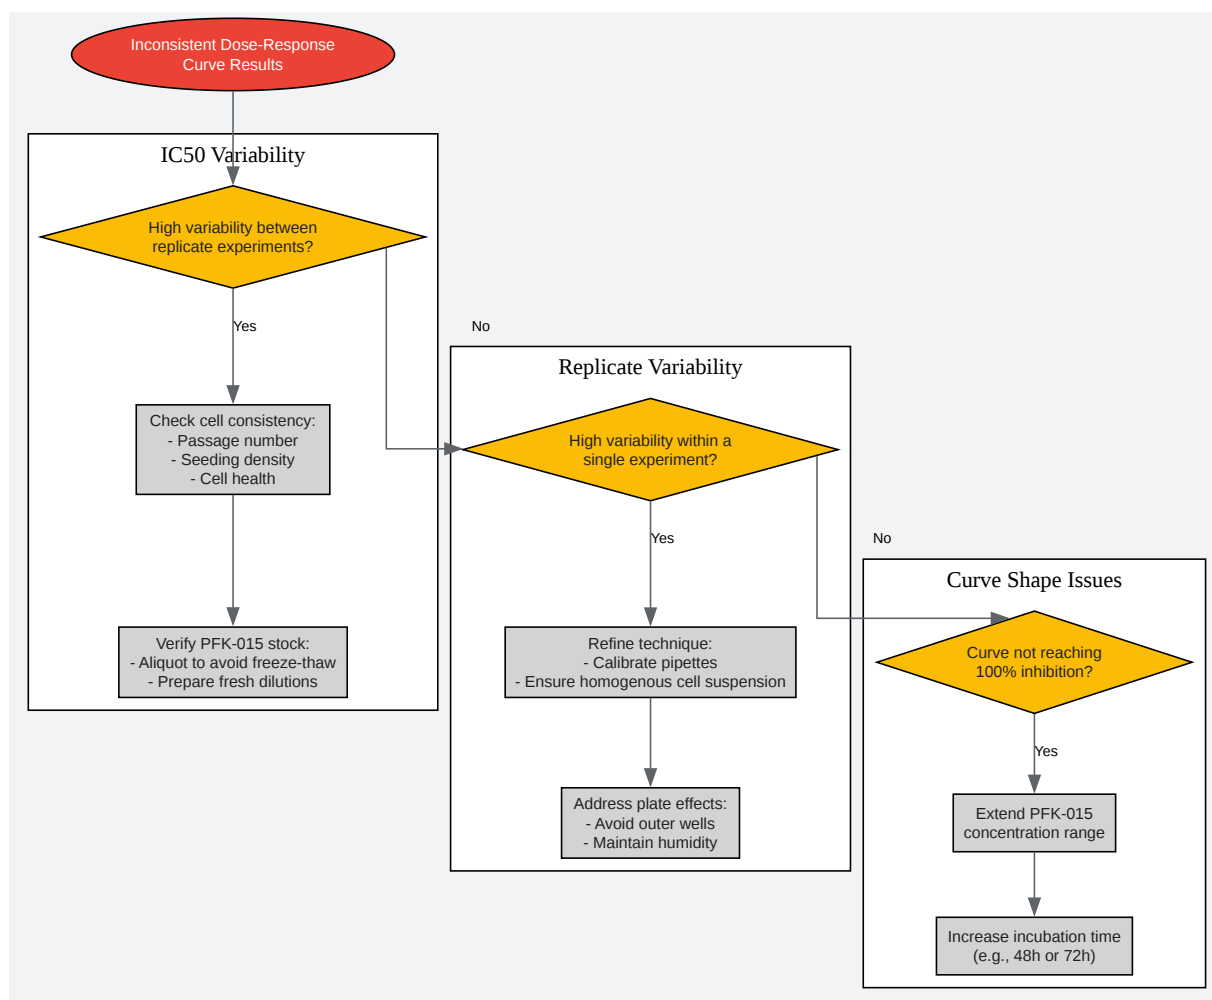 Inconsistent Dose-Response
Curve Results
IC50 Variability
High variability between
replicate experiments?
Yes
No
Check cell consistency:
- Passage number
- Seeding density
- Cell health
Verify PFK-015 stock:
- Aliquot to avoid freeze-thaw
- Prepare fresh dilutions
Replicate Variability
High variability within a
single experiment?
Yes
No
Refine technique:
- Calibrate pipettes
- Ensure homogenous cell suspension
Address plate effects:
- Avoid outer wells
- Maintain humidity
Curve Shape Issues
Curve not reaching
100% inhibition?
Yes
Extend PFK-015
concentration range
Increase incubation time
(e.g., 48h or 72h)